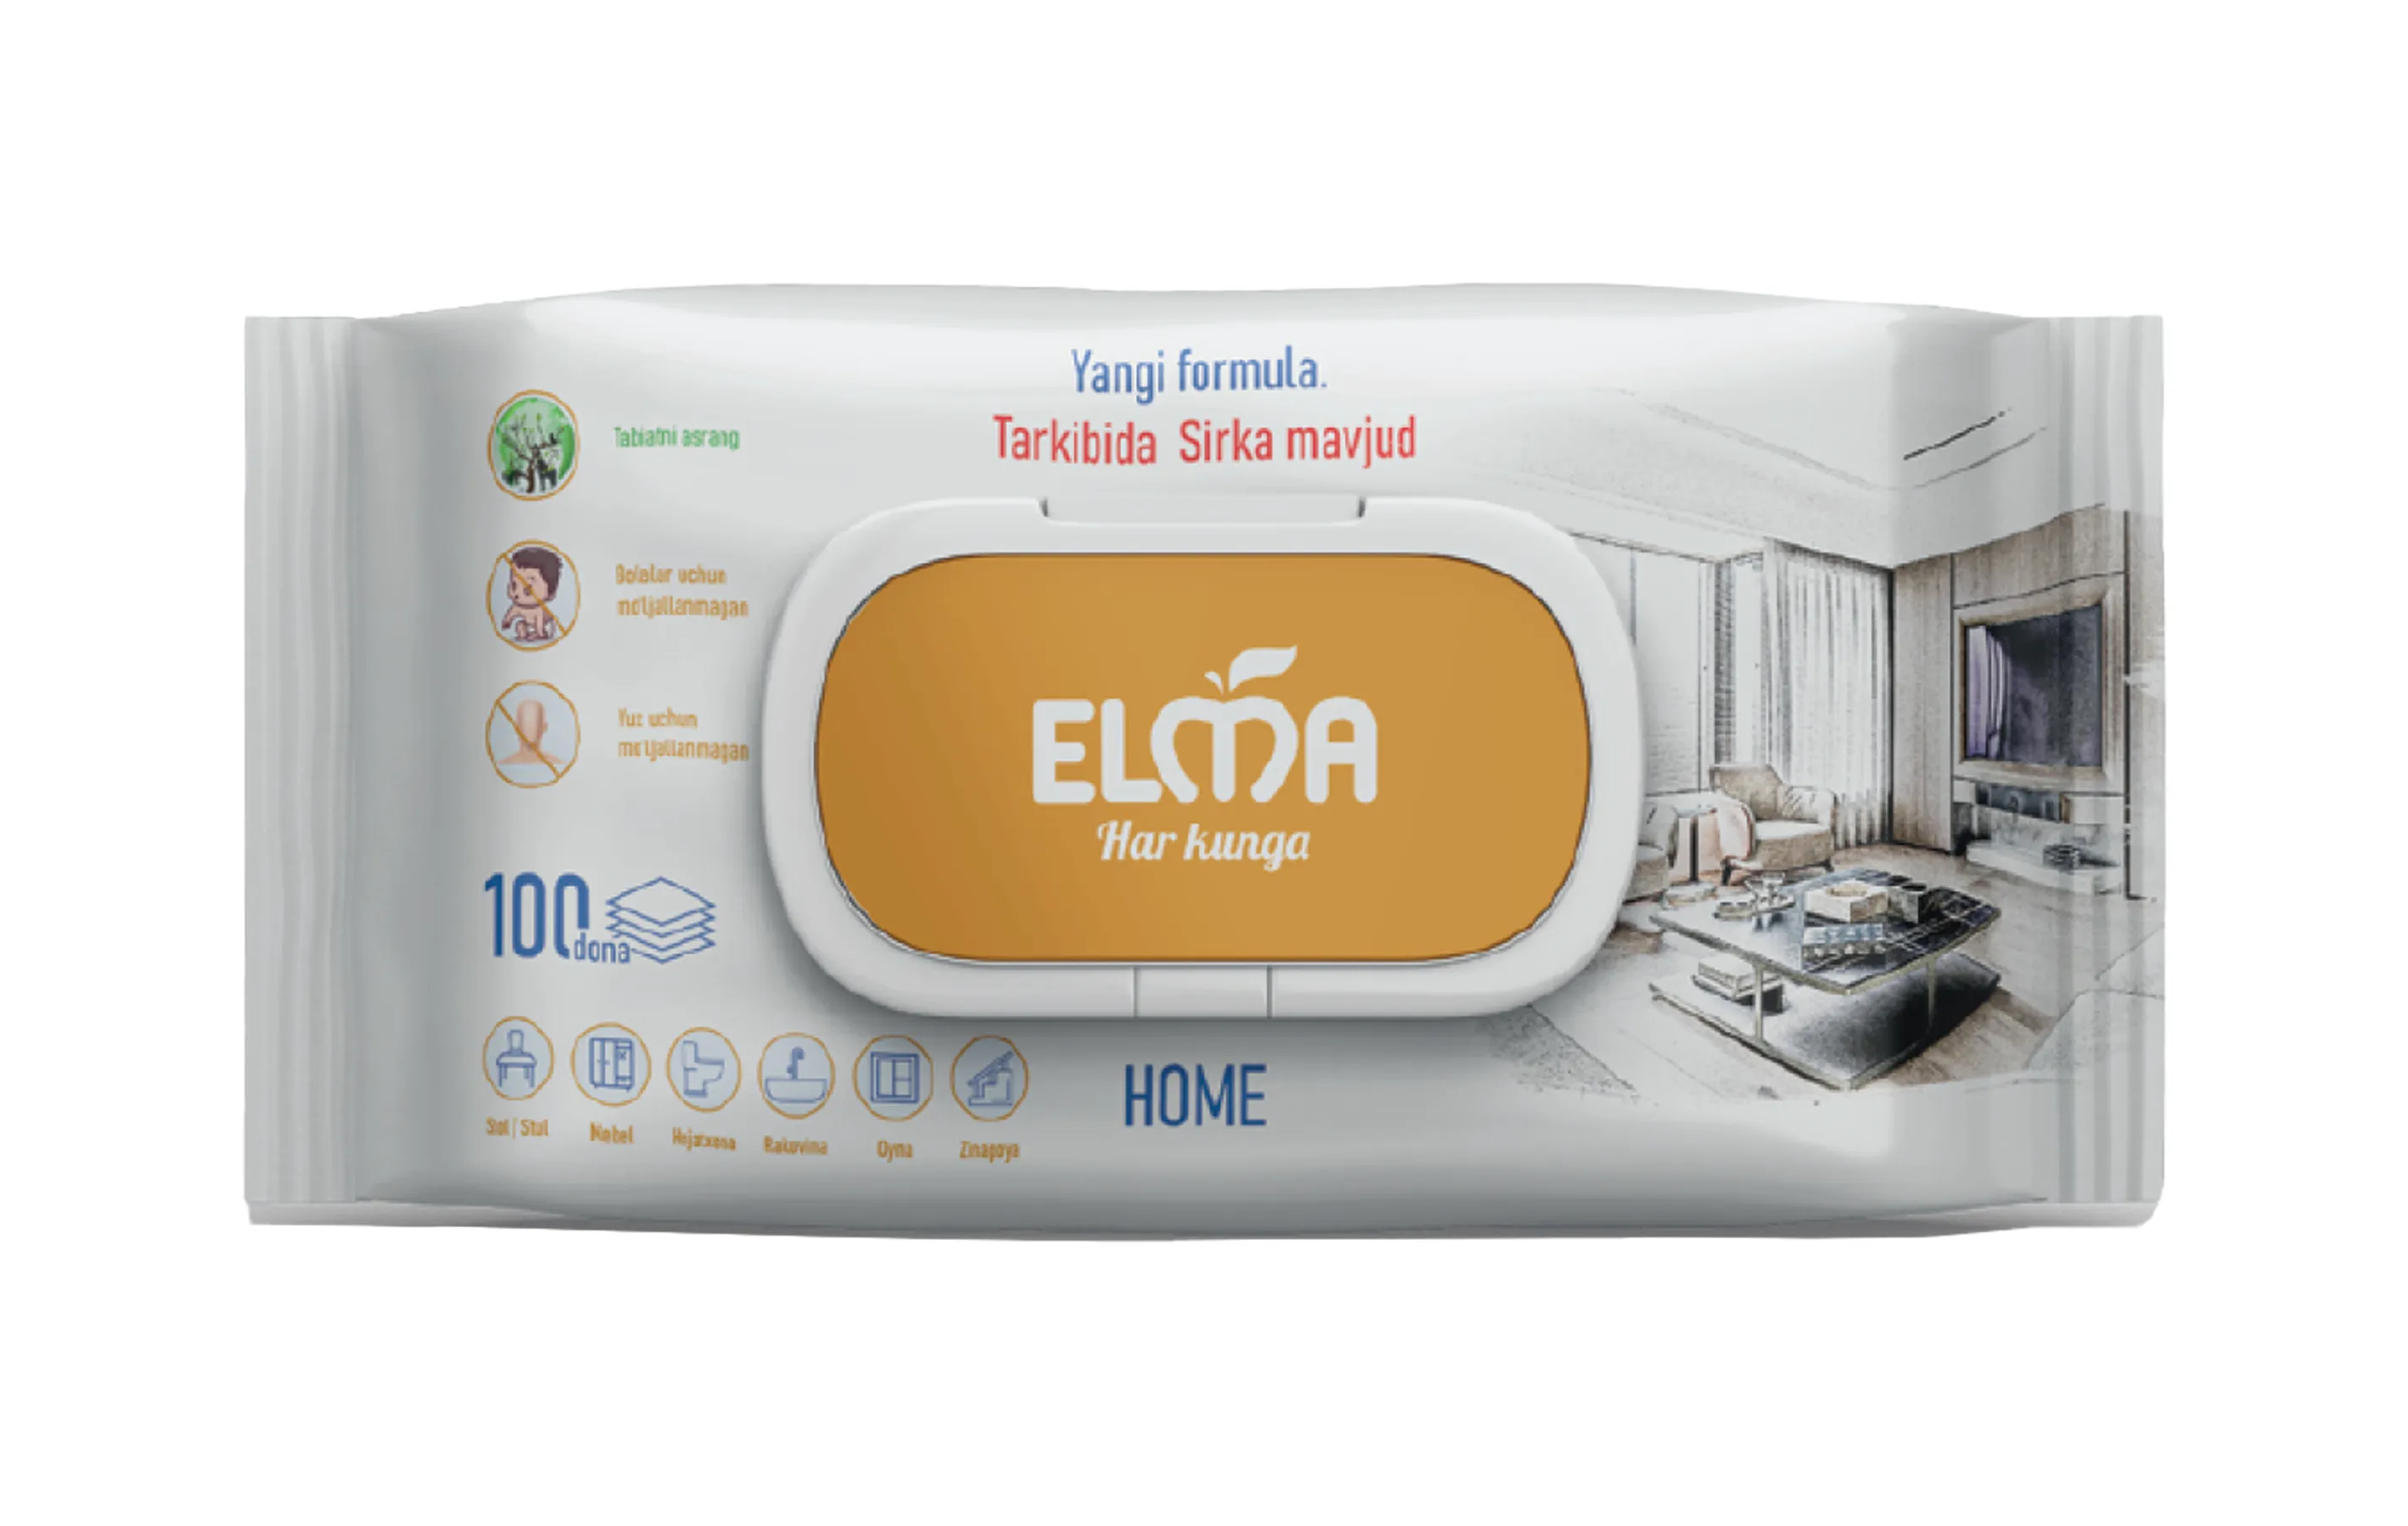 Yangi formula.
Tarkibida Sirka mavjud
Tabiatni asrang
Bolalar uchun
mo'ljallanmagan
Yuz uchun
mo'ljallanmagan
ELMA
Har kunga
100 dona
Stol / Stul
Mebel
Hojatxona
Rakovina
Oyna
Zinapoya
HOME